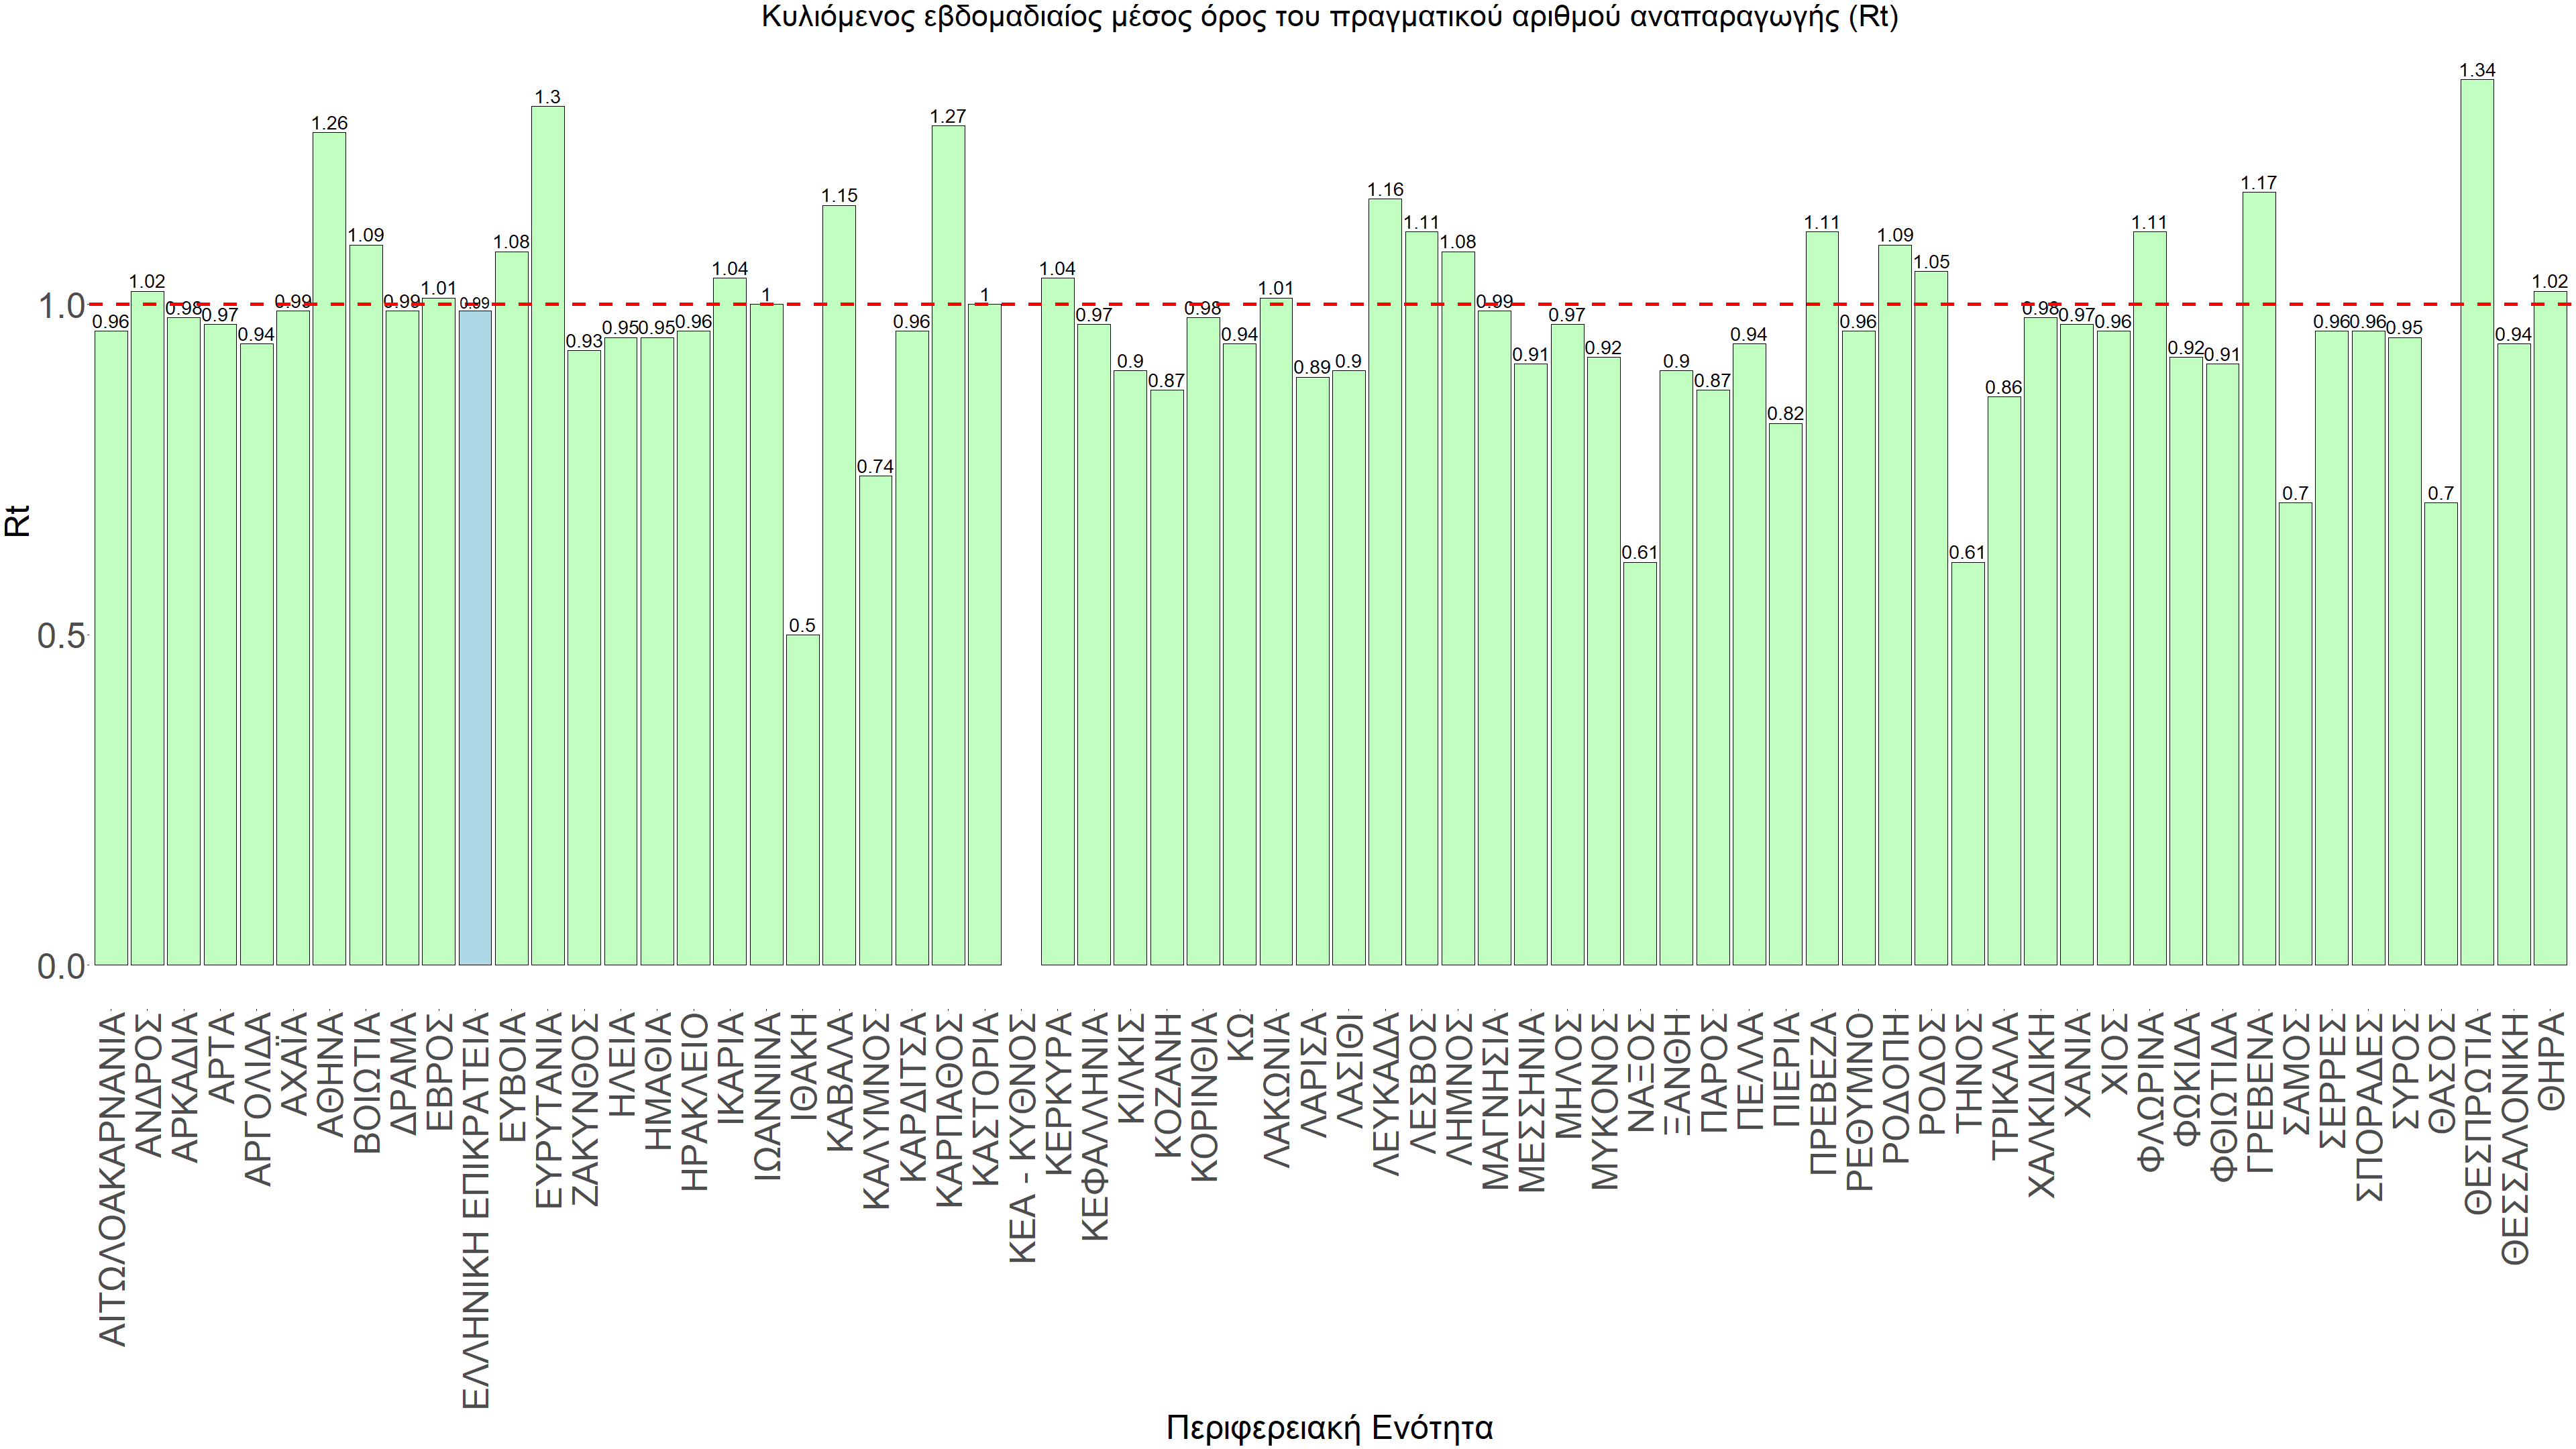 Κυλιόμενος εβδομαδιαίος μέσος όρος του πραγματικού αριθμού αναπαραγωγής (Rt)
Rt
1.0
0.5
0.0
0.96
1.02
0.98
0.97
0.94
0.99
1.26
1.09
0.99
1.01
0.99
1.08
1.3
0.93
0.95
0.95
0.96
1.04
1
0.5
1.15
0.74
0.96
1.27
1
1.04
0.97
0.9
0.87
0.98
0.94
1.01
0.89
0.9
1.16
1.11
1.08
0.99
0.91
0.97
0.92
0.61
0.9
0.87
0.94
0.82
1.11
0.96
1.09
1.05
0.61
0.86
0.98
0.97
0.96
1.11
0.92
0.91
1.17
0.7
0.96
0.96
0.95
0.7
1.34
0.94
1.02
ΑΙΤΩΛΟΑΚΑΡΝΑΝΙΑ
ΑΝΔΡΟΣ
ΑΡΚΑΔΙΑ
ΑΡΤΑ
ΑΡΓΟΛΙΔΑ
ΑΧΑΪΑ
ΑΘΗΝΑ
ΒΟΙΩΤΙΑ
ΔΡΑΜΑ
ΕΒΡΟΣ
ΕΛΛΗΝΙΚΗ ΕΠΙΚΡΑΤΕΙΑ
ΕΥΒΟΙΑ
ΕΥΡΥΤΑΝΙΑ
ΖΑΚΥΝΘΟΣ
ΗΛΕΙΑ
ΗΜΑΘΙΑ
ΗΡΑΚΛΕΙΟ
ΙΚΑΡΙΑ
ΙΩΑΝΝΙΝΑ
ΙΘΑΚΗ
ΚΑΒΑΛΑ
ΚΑΛΥΜΝΟΣ
ΚΑΡΔΙΤΣΑ
ΚΑΡΠΑΘΟΣ
ΚΑΣΤΟΡΙΑ
ΚΕΑ - ΚΥΘΝΟΣ
ΚΕΡΚΥΡΑ
ΚΕΦΑΛΛΗΝΙΑ
ΚΙΛΚΙΣ
ΚΟΖΑΝΗ
ΚΟΡΙΝΘΙΑ
ΚΩ
ΛΑΚΩΝΙΑ
ΛΑΡΙΣΑ
ΛΑΣΙΘΙ
ΛΕΥΚΑΔΑ
ΛΕΣΒΟΣ
ΛΗΜΝΟΣ
ΜΑΓΝΗΣΙΑ
ΜΕΣΣΗΝΙΑ
ΜΗΛΟΣ
ΜΥΚΟΝΟΣ
ΝΑΞΟΣ
ΞΑΝΘΗ
ΠΑΡΟΣ
ΠΕΛΛΑ
ΠΙΕΡΙΑ
ΠΡΕΒΕΖΑ
ΡΕΘΥΜΝΟ
ΡΟΔΟΠΗ
ΡΟΔΟΣ
ΤΗΝΟΣ
ΤΡΙΚΑΛΑ
ΧΑΛΚΙΔΙΚΗ
ΧΑΝΙΑ
ΧΙΟΣ
ΦΛΩΡΙΝΑ
ΦΩΚΙΔΑ
ΦΘΙΩΤΙΔΑ
ΓΡΕΒΕΝΑ
ΣΑΜΟΣ
ΣΕΡΡΕΣ
ΣΠΟΡΑΔΕΣ
ΣΥΡΟΣ
ΘΑΣΟΣ
ΘΕΣΠΡΩΤΙΑ
ΘΕΣΣΑΛΟΝΙΚΗ
ΘΗΡΑ
Περιφερειακή Ενότητα